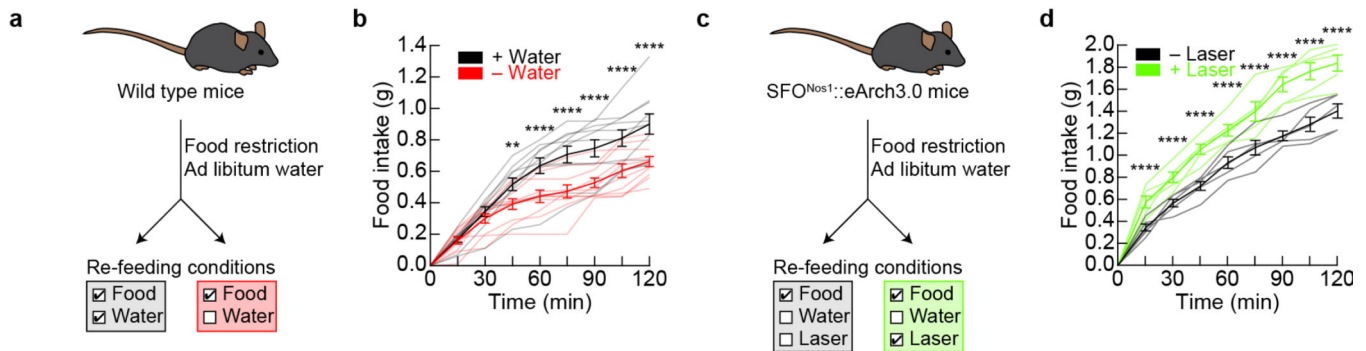 a
Wild type mice
Food restriction
Ad libitum water
Re-feeding conditions
Food
Water
Food
Water
b
+ Water
– Water
Food intake (g)
1.4
1.2
1.0
0.8
0.6
0.4
0.2
0.0
**
****
****
****
****
****
0
30
60
90
120
Time (min)
c
SFONos1::eArch3.0 mice
Food restriction
Ad libitum water
Re-feeding conditions
Food
Water
Laser
Food
Water
Laser
d
– Laser
+ Laser
Food intake (g)
2.0
1.8
1.6
1.4
1.2
1.0
0.8
0.6
0.4
0.2
0.0
****
****
****
****
****
****
****
****
0
30
60
90
120
Time (min)